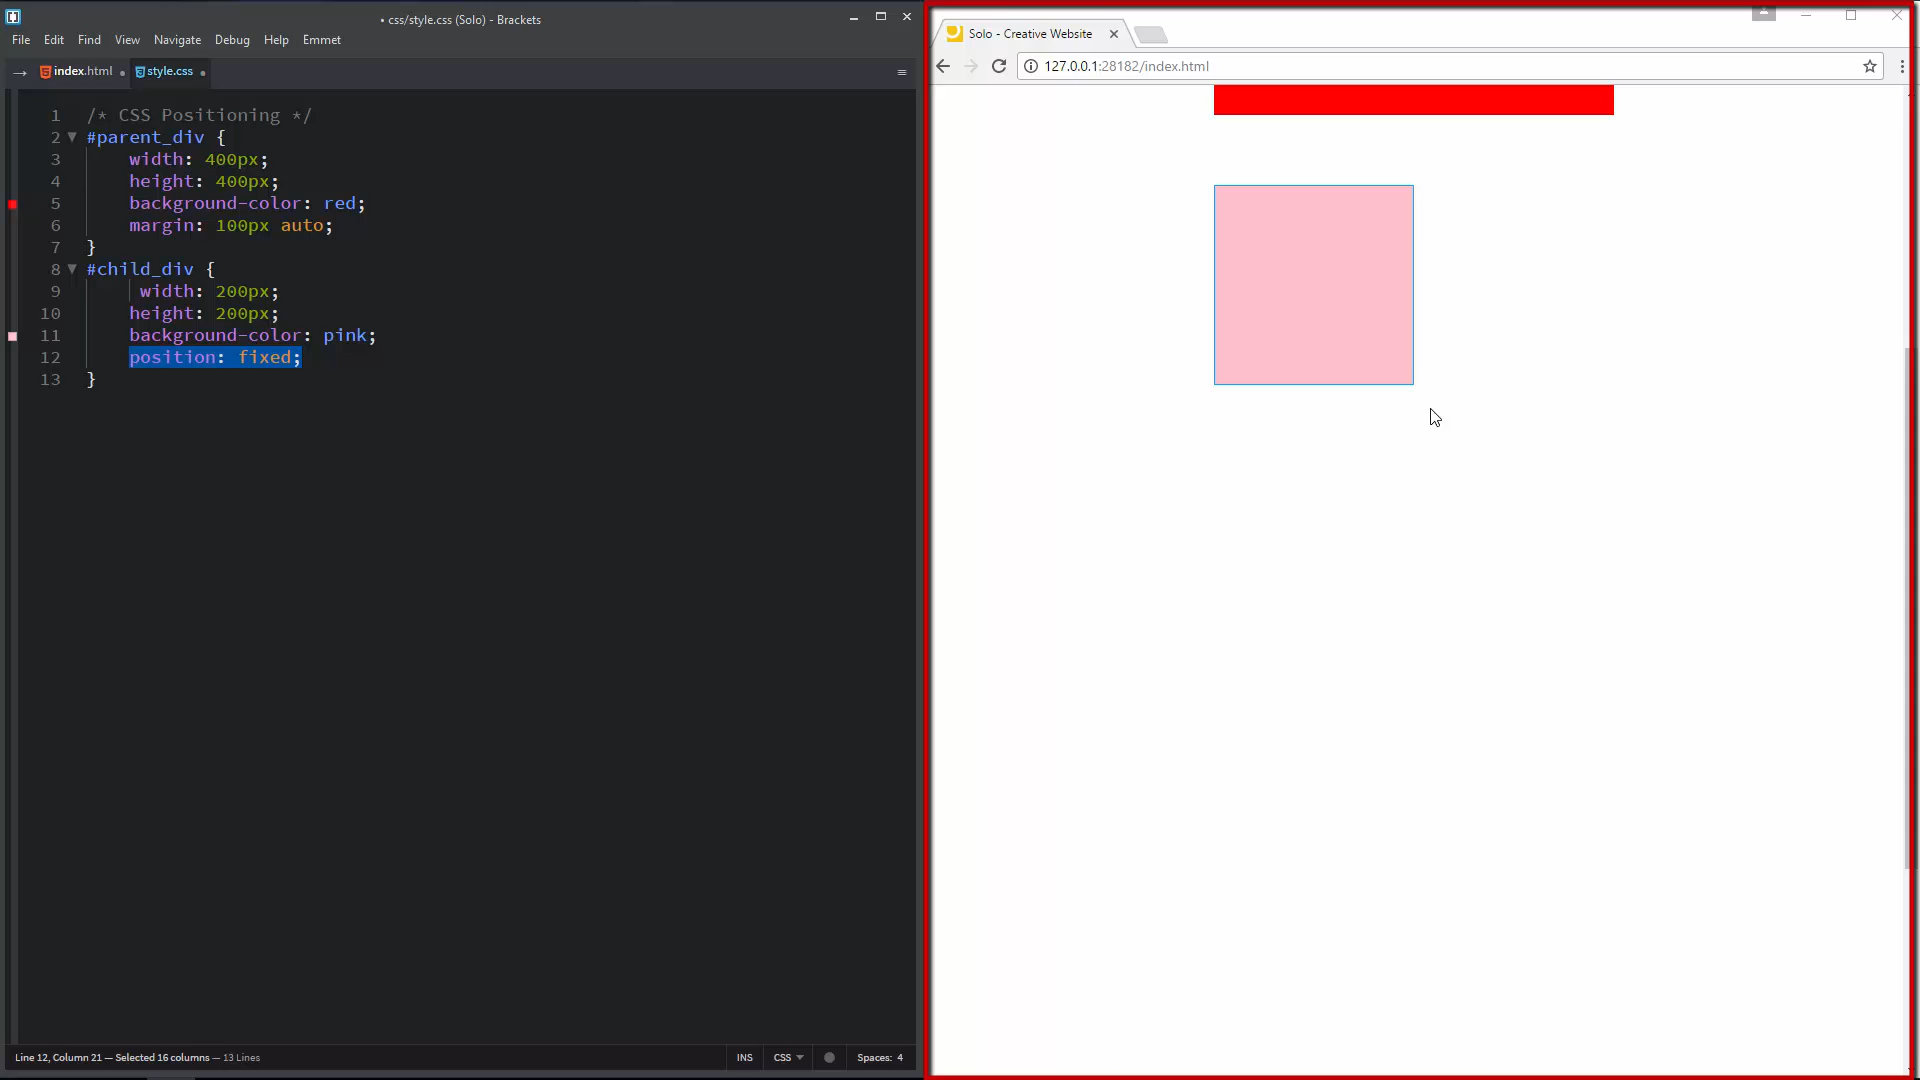 • css/style.css (Solo) - Brackets
File Edit Find View Navigate Debug Help Emmet
→ index.html • style.css •
1 /* CSS Positioning */
2 #parent_div {
3 width: 400px;
4 height: 400px;
5 background-color: red;
6 margin: 100px auto;
7 }
8 #child_div {
9 width: 200px;
10 height: 200px;
11 background-color: pink;
12 position: fixed;
13 }
Line 12, Column 21 — Selected 16 columns — 13 Lines
INS CSS Spaces: 4
Solo - Creative Website
127.0.0.1:28182/index.html